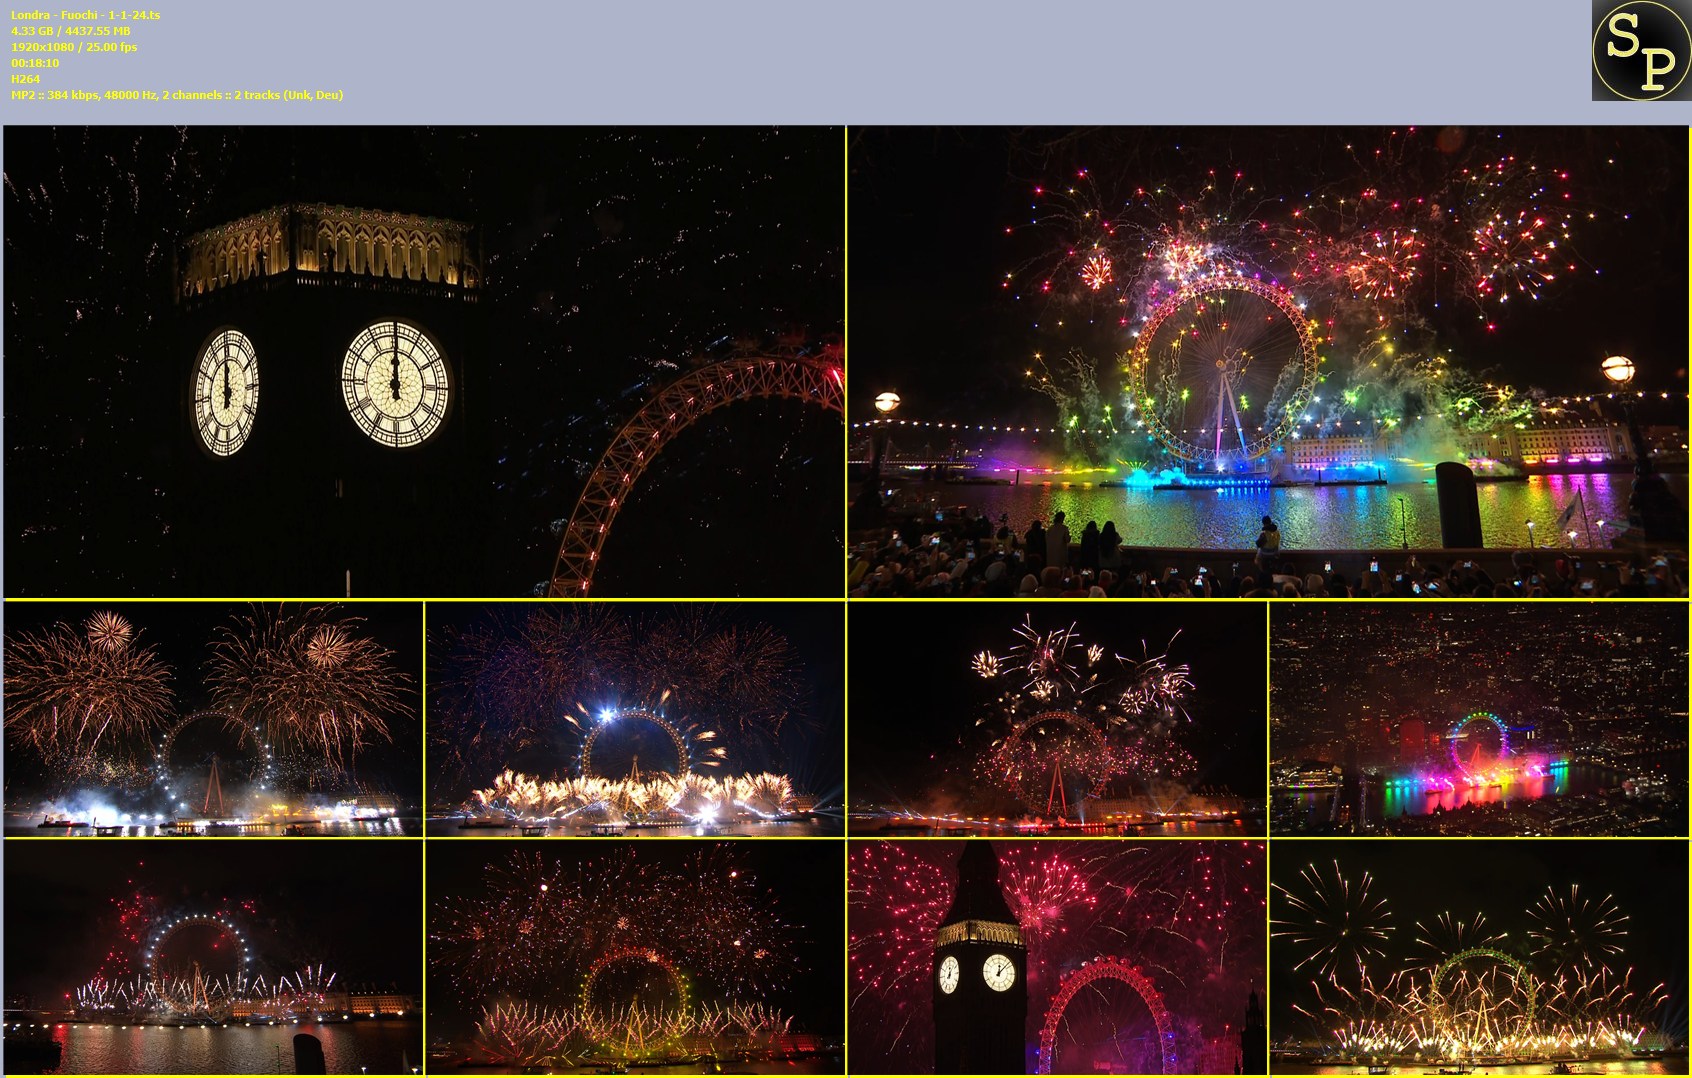 Londra - Fuochi - 1-1-24.ts
4.33 GB / 4437.55 MB
1920x1080 / 25.00 fps
00:18:10
H264
MP2 :: 384 kbps, 48000 Hz, 2 channels :: 2 tracks (Unk, Deu)
SP